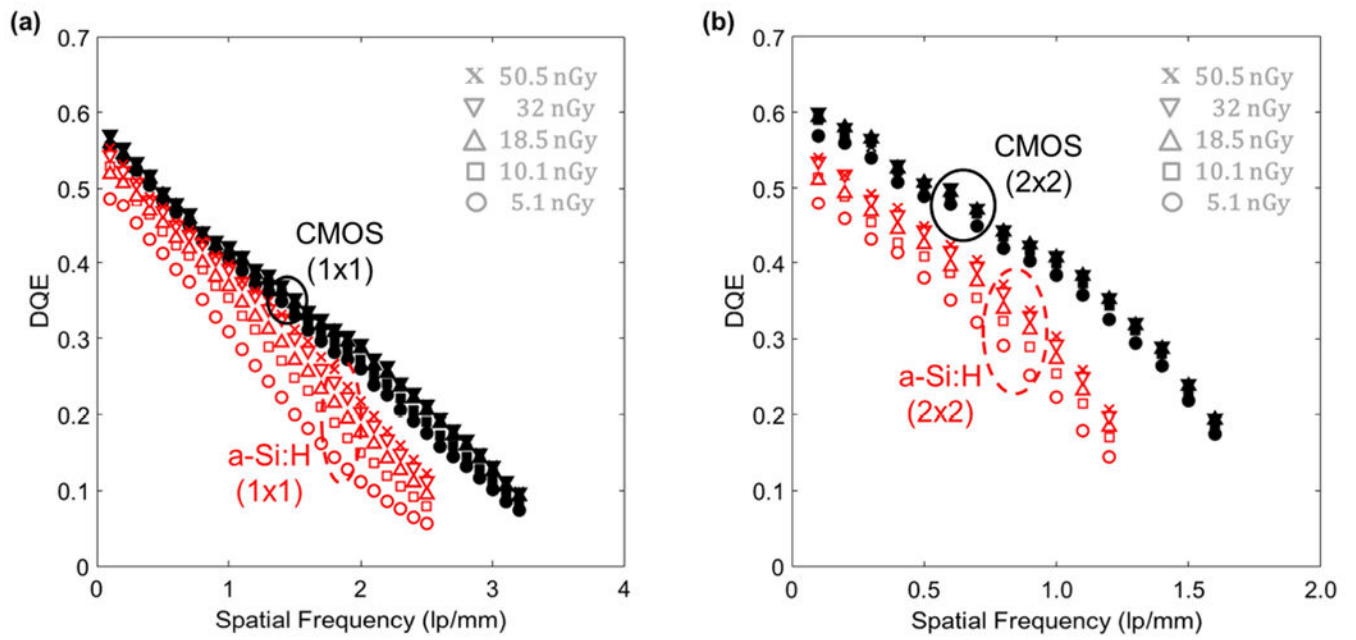 (a)
0.7
0.6
0.5
0.4
0.3
0.2
0.1
0
DQE
50.5 nGy
32 nGy
18.5 nGy
10.1 nGy
5.1 nGy
CMOS
(1x1)
a-Si:H
(1x1)
0 1 2 3 4
Spatial Frequency (lp/mm)
(b)
0.7
0.6
0.5
0.4
0.3
0.2
0.1
0
DQE
50.5 nGy
32 nGy
18.5 nGy
10.1 nGy
5.1 nGy
CMOS
(2x2)
a-Si:H
(2x2)
0 0.5 1.0 1.5 2.0
Spatial Frequency (lp/mm)